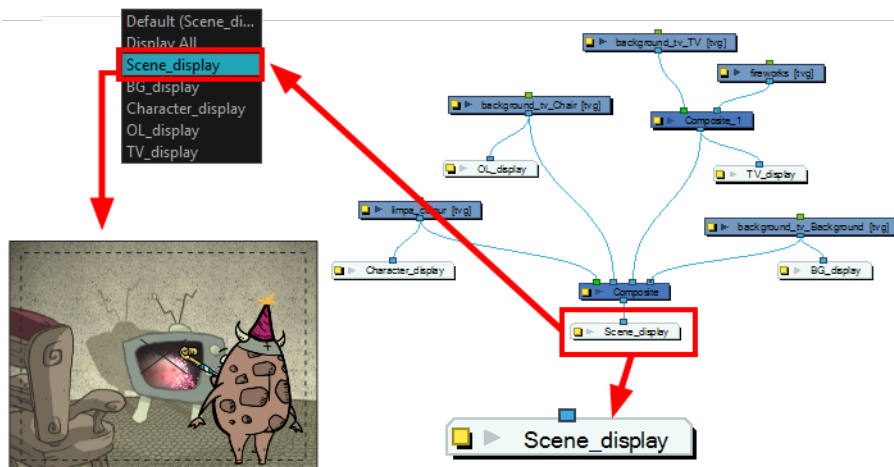 Default (Scene_di...
Display All
Scene_display
BG_display
Character_display
OL_display
TV_display
background_tv_TV [tvg]
fireworks [tvg]
background_tv_Chair [tvg]
Composite_1
OL_display
TV_display
limpa_colour [tvg]
background_tv_Background [tvg]
Character_display
BG_display
Composite
Scene_display
Scene_display